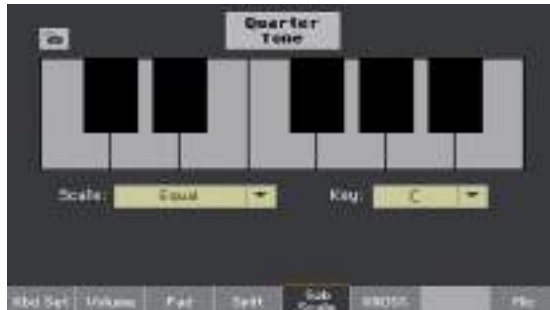 Quarter
Tone
Scale: Equal Key: C
Kbd Set Volume Pad Split Sub Scale Mic